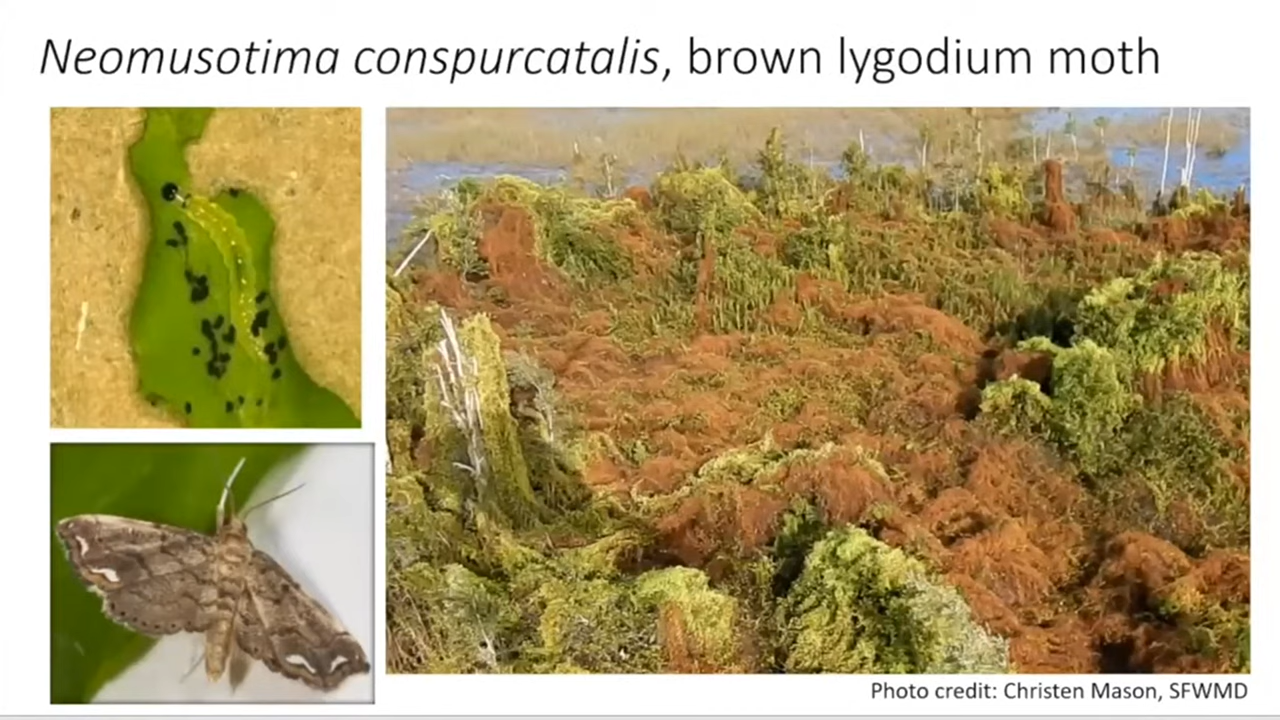 Neomusotima conspurcatalis, brown lygodium moth
Photo credit: Christen Mason, SFWMD